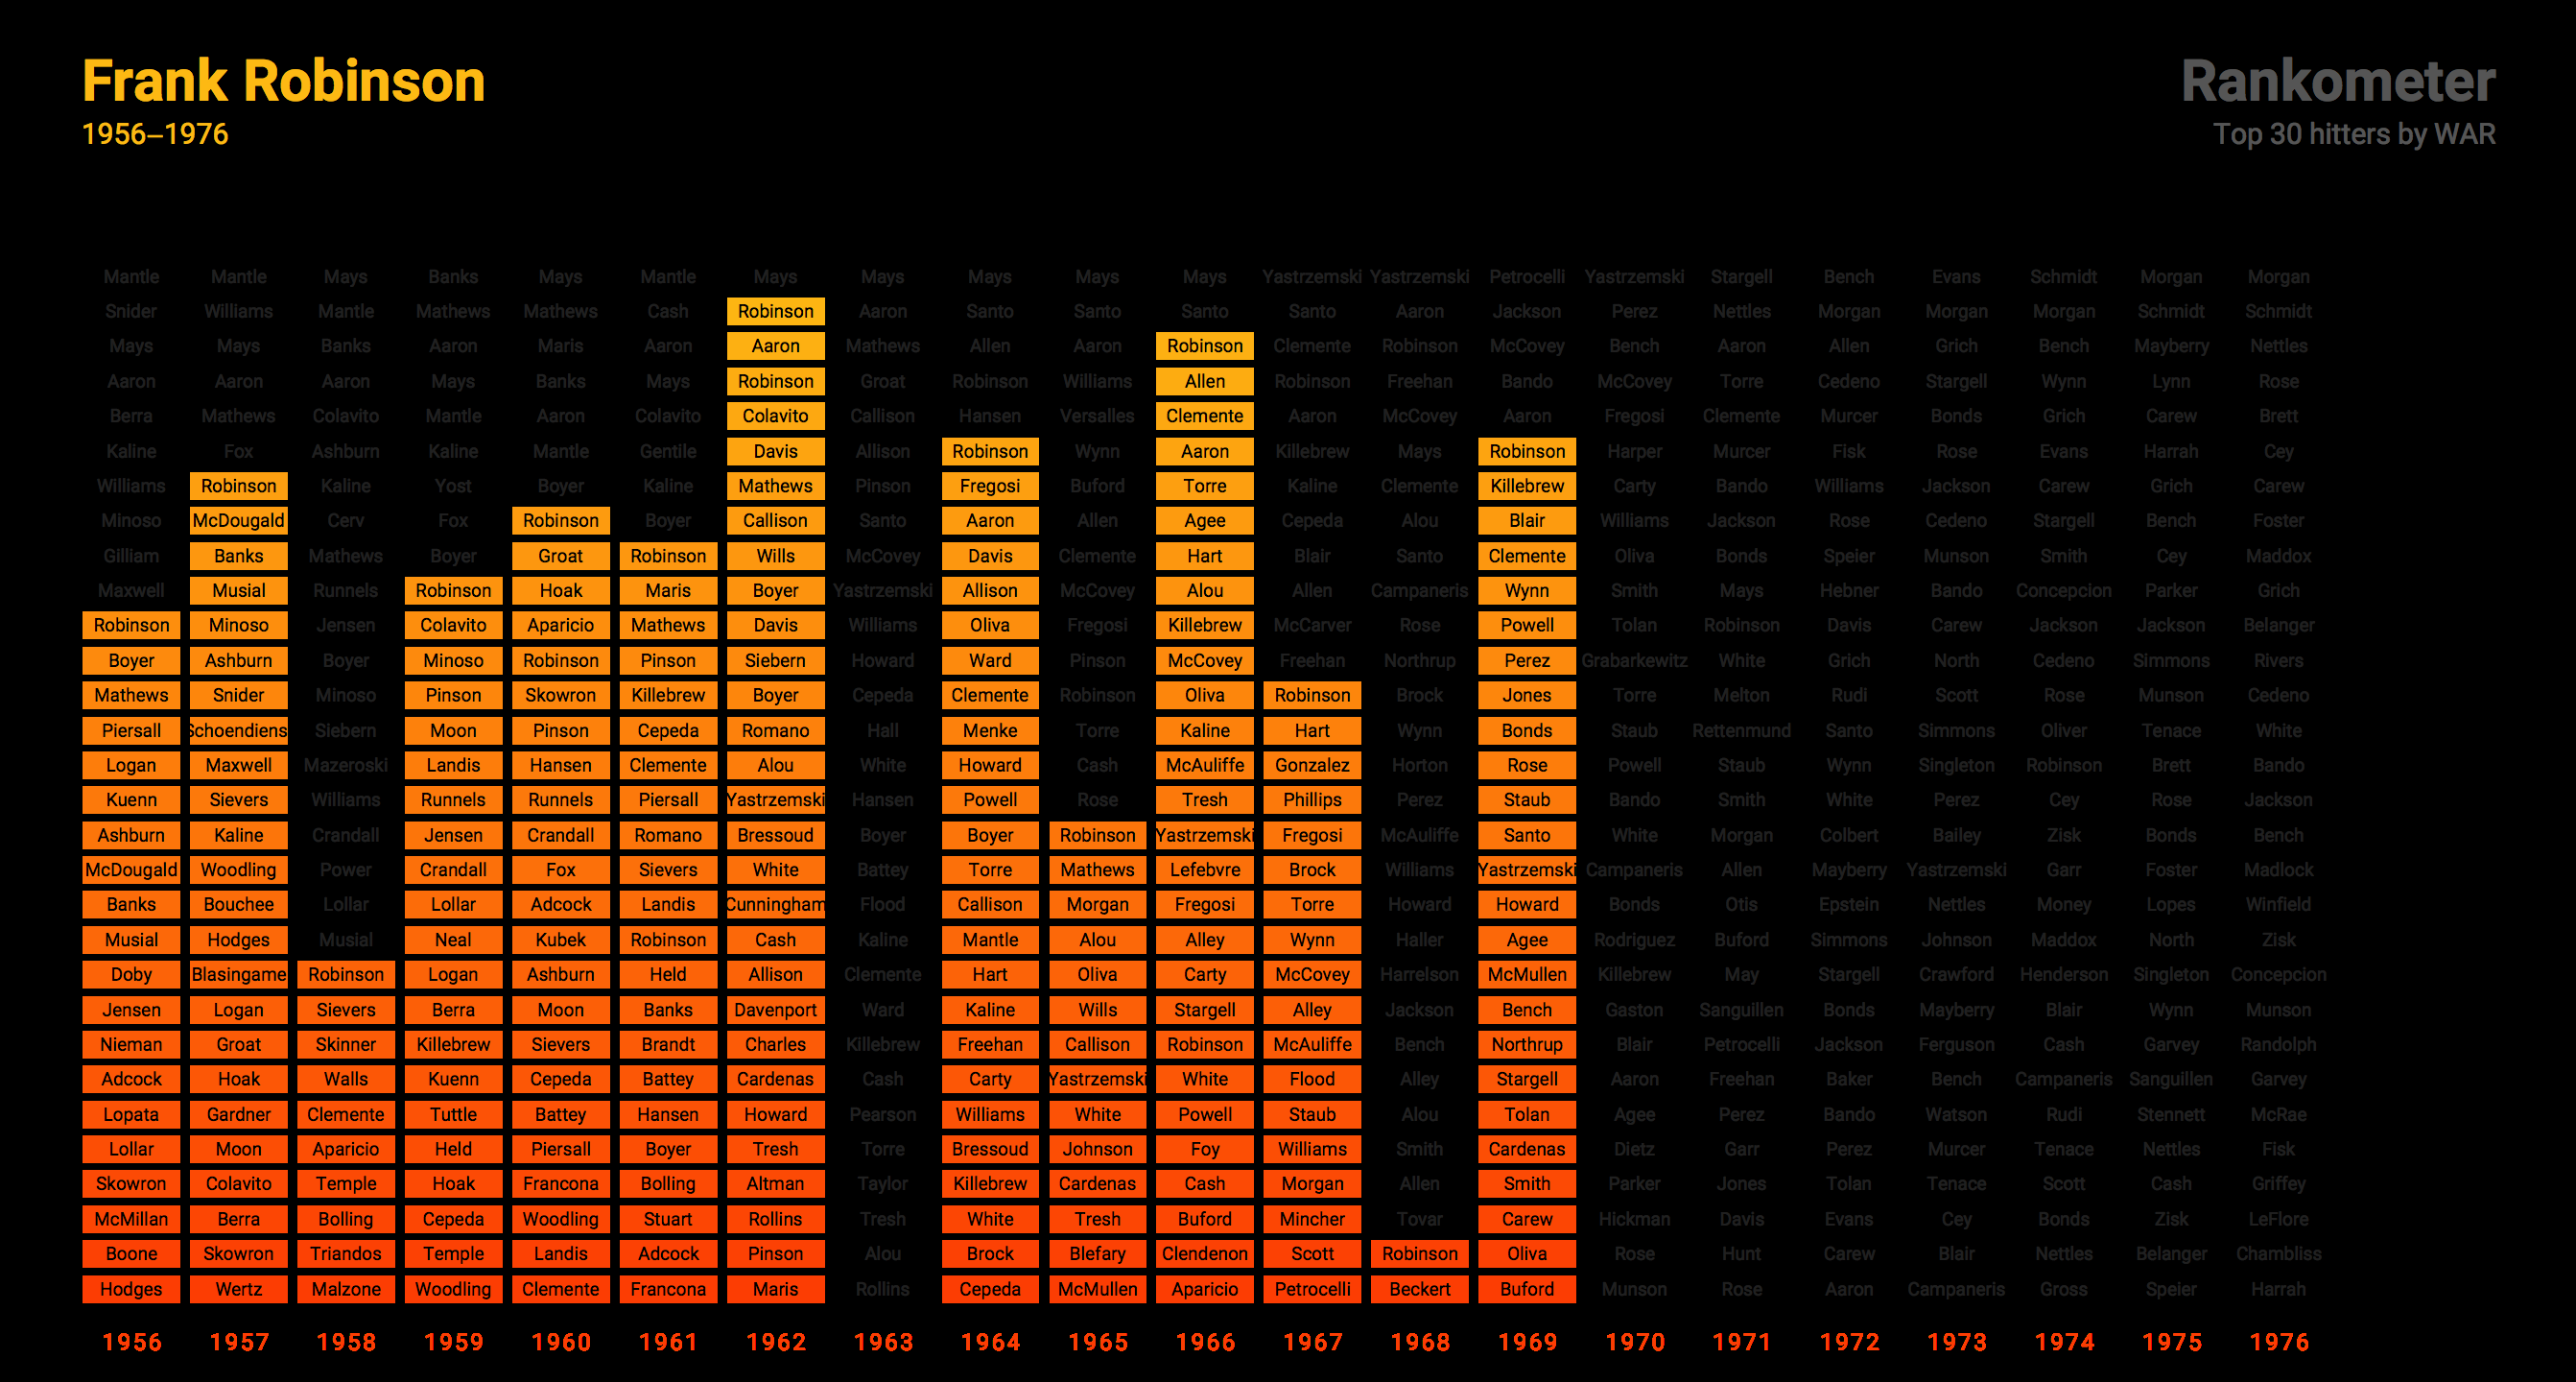 Frank Robinson
1956–1976
Rankometer
Top 30 hitters by WAR
Mantle Mantle Mays Banks Mays Mantle Mays Mays Mays Mays Mays Yastrzemski Yastrzemski Petrocelli Yastrzemski Stargell Bench Evans Schmidt Morgan Morgan
Snider Williams Mantle Mathews Mathews Cash Robinson Aaron Santo Santo Santo Santo Aaron Jackson Perez Nettles Morgan Morgan Morgan Schmidt Schmidt
Mays Mays Banks Aaron Maris Aaron Aaron Mathews Allen Aaron Robinson Clemente Robinson McCovey Bench Aaron Allen Grich Bench Mayberry Nettles
Aaron Aaron Aaron Mays Banks Mays Robinson Groat Robinson Williams Allen Robinson Freehan Bando McCovey Torre Cedeno Stargell Wynn Lynn Rose
Berra Mathews Colavito Mantle Aaron Colavito Colavito Callison Hansen Versalles Clemente Aaron McCovey Aaron Fregosi Clemente Murcer Bonds Grich Carew Brett
Kaline Fox Ashburn Kaline Mantle Gentile Davis Allison Robinson Wynn Aaron Killebrew Mays Robinson Harper Murcer Fisk Rose Evans Harrah Cey
Williams Robinson Kaline Yost Boyer Kaline Mathews Pinson Fregosi Buford Torre Kaline Clemente Killebrew Carty Bando Williams Jackson Carew Grich Carew
Minoso McDougald Cerv Fox Robinson Boyer Callison Santo Aaron Allen Agee Cepeda Alou Blair Williams Jackson Rose Cedeno Stargell Bench Foster
Gilliam Banks Mathews Boyer Groat Robinson Wills McCovey Davis Clemente Hart Blair Santo Clemente Oliva Bonds Speier Munson Smith Cey Maddox
Maxwell Musial Runnels Robinson Hoak Maris Boyer Yastrzemski Allison McCovey Alou Allen Campaneris Wynn Smith Mays Hebner Bando Concepcion Parker Grich
Robinson Minoso Jensen Colavito Aparicio Mathews Davis Williams Oliva Fregosi Killebrew McCarver Rose Powell Tolan Robinson Davis Carew Jackson Jackson Belanger
Boyer Ashburn Boyer Minoso Robinson Pinson Siebern Howard Ward Pinson McCovey Freehan Northrup Perez Grabarkewitz White Grich North Cedeno Simmons Rivers
Mathews Snider Minoso Pinson Skowron Killebrew Boyer Cepeda Clemente Robinson Oliva Robinson Brock Jones Torre Melton Rudi Scott Rose Munson Cedeno
Piersall Schoendiens Siebern Moon Pinson Cepeda Romano Hall Menke Torre Kaline Hart Wynn Bonds Staub Rettenmund Santo Simmons Oliver Tenace White
Logan Maxwell Mazeroski Landis Hansen Clemente Alou White Howard Cash McAuliffe Gonzalez Horton Rose Powell Staub Wynn Singleton Robinson Brett Bando
Kuenn Sievers Williams Runnels Runnels Piersall Yastrzemski Hansen Powell Rose Tresh Phillips Perez Staub Bando Smith White Perez Cey Rose Jackson
Ashburn Kaline Crandall Jensen Crandall Romano Bressoud Boyer Boyer Robinson Yastrzemski Fregosi McAuliffe Santo White Morgan Colbert Bailey Zisk Bonds Bench
McDougald Woodling Power Crandall Fox Sievers White Battey Torre Mathews Lefebvre Brock Williams Yastrzemski Campaneris Allen Mayberry Yastrzemski Garr Foster Madlock
Banks Bouchee Lollar Lollar Adcock Landis Cunningham Flood Callison Morgan Fregosi Torre Howard Howard Bonds Otis Epstein Nettles Money Lopes Winfield
Musial Hodges Musial Neal Kubek Robinson Cash Kaline Mantle Alou Alley Wynn Haller Agee Rodriguez Buford Simmons Johnson Maddox North Zisk
Doby Blasingame Robinson Logan Ashburn Held Allison Clemente Hart Oliva Carty McCovey Harrelson McMullen Killebrew May Stargell Crawford Henderson Singleton Concepcion
Jensen Logan Sievers Berra Moon Banks Davenport Ward Kaline Wills Stargell Alley Jackson Bench Gaston Sanguillen Bonds Mayberry Blair Wynn Munson
Nieman Groat Skinner Killebrew Sievers Brandt Charles Killebrew Freehan Callison Robinson McAuliffe Bench Northrup Blair Petrocelli Jackson Ferguson Cash Garvey Randolph
Adcock Hoak Walls Kuenn Cepeda Battey Cardenas Cash Carty Yastrzemski White Flood Alley Stargell Aaron Freehan Baker Bench Campaneris Sanguillen Garvey
Lopata Gardner Clemente Tuttle Battey Hansen Howard Pearson Williams White Powell Staub Alou Tolan Agee Perez Bando Watson Rudi Stennett McRae
Lollar Moon Aparicio Held Piersall Boyer Tresh Torre Bressoud Johnson Foy Williams Smith Cardenas Dietz Garr Perez Murcer Tenace Nettles Fisk
Skowron Colavito Temple Hoak Francona Bolling Altman Taylor Killebrew Cardenas Cash Morgan Allen Smith Parker Jones Tolan Tenace Scott Cash Griffey
McMillan Berra Bolling Cepeda Woodling Stuart Rollins Tresh White Tresh Buford Mincher Tovar Carew Hickman Davis Evans Cey Bonds Zisk LeFlore
Boone Skowron Triandos Temple Landis Adcock Pinson Alou Brock Blefary Clendenon Scott Robinson Oliva Rose Hunt Carew Blair Nettles Belanger Chambliss
Hodges Wertz Malzone Woodling Clemente Francona Maris Rollins Cepeda McMullen Aparicio Petrocelli Beckert Buford Munson Rose Aaron Campaneris Gross Speier Harrah
1956 1957 1958 1959 1960 1961 1962 1963 1964 1965 1966 1967 1968 1969 1970 1971 1972 1973 1974 1975 1976